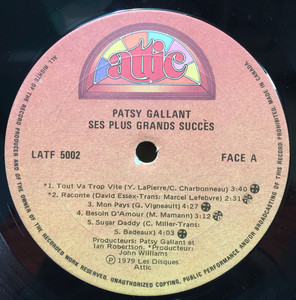 attic
PATSY GALLANT
SES PLUS GRANDS SUCCÈS
LATF 5002
FACE A
*1. Tout Va Trop Vite (Y. LaPierre/C. Charbonneau) 3:40
*2. Raconte (David Essex-Trans: Marcel Lefebvre) 2:31
3. Mon Pays (G. Vigneault) 4:27
4. Besoin D'Amour (M. Mamann) 3:12
5. Sugar Daddy (C. Miller-Trans:
S. Badeaux) 4:03
Producteurs: Patsy Gallant et
Ian Robertson. *Producteur:
John Williams
℗ 1979 Les Disques
Attic
ALL RIGHTS OF THE RECORD PRODUCER AND OF THE OWNER OF THE RECORDED WORK RESERVED. UNAUTHORIZED COPYING, PUBLIC PERFORMANCE AND/OR BROADCASTING OF THIS RECORD PROHIBITED. MADE IN CANADA.